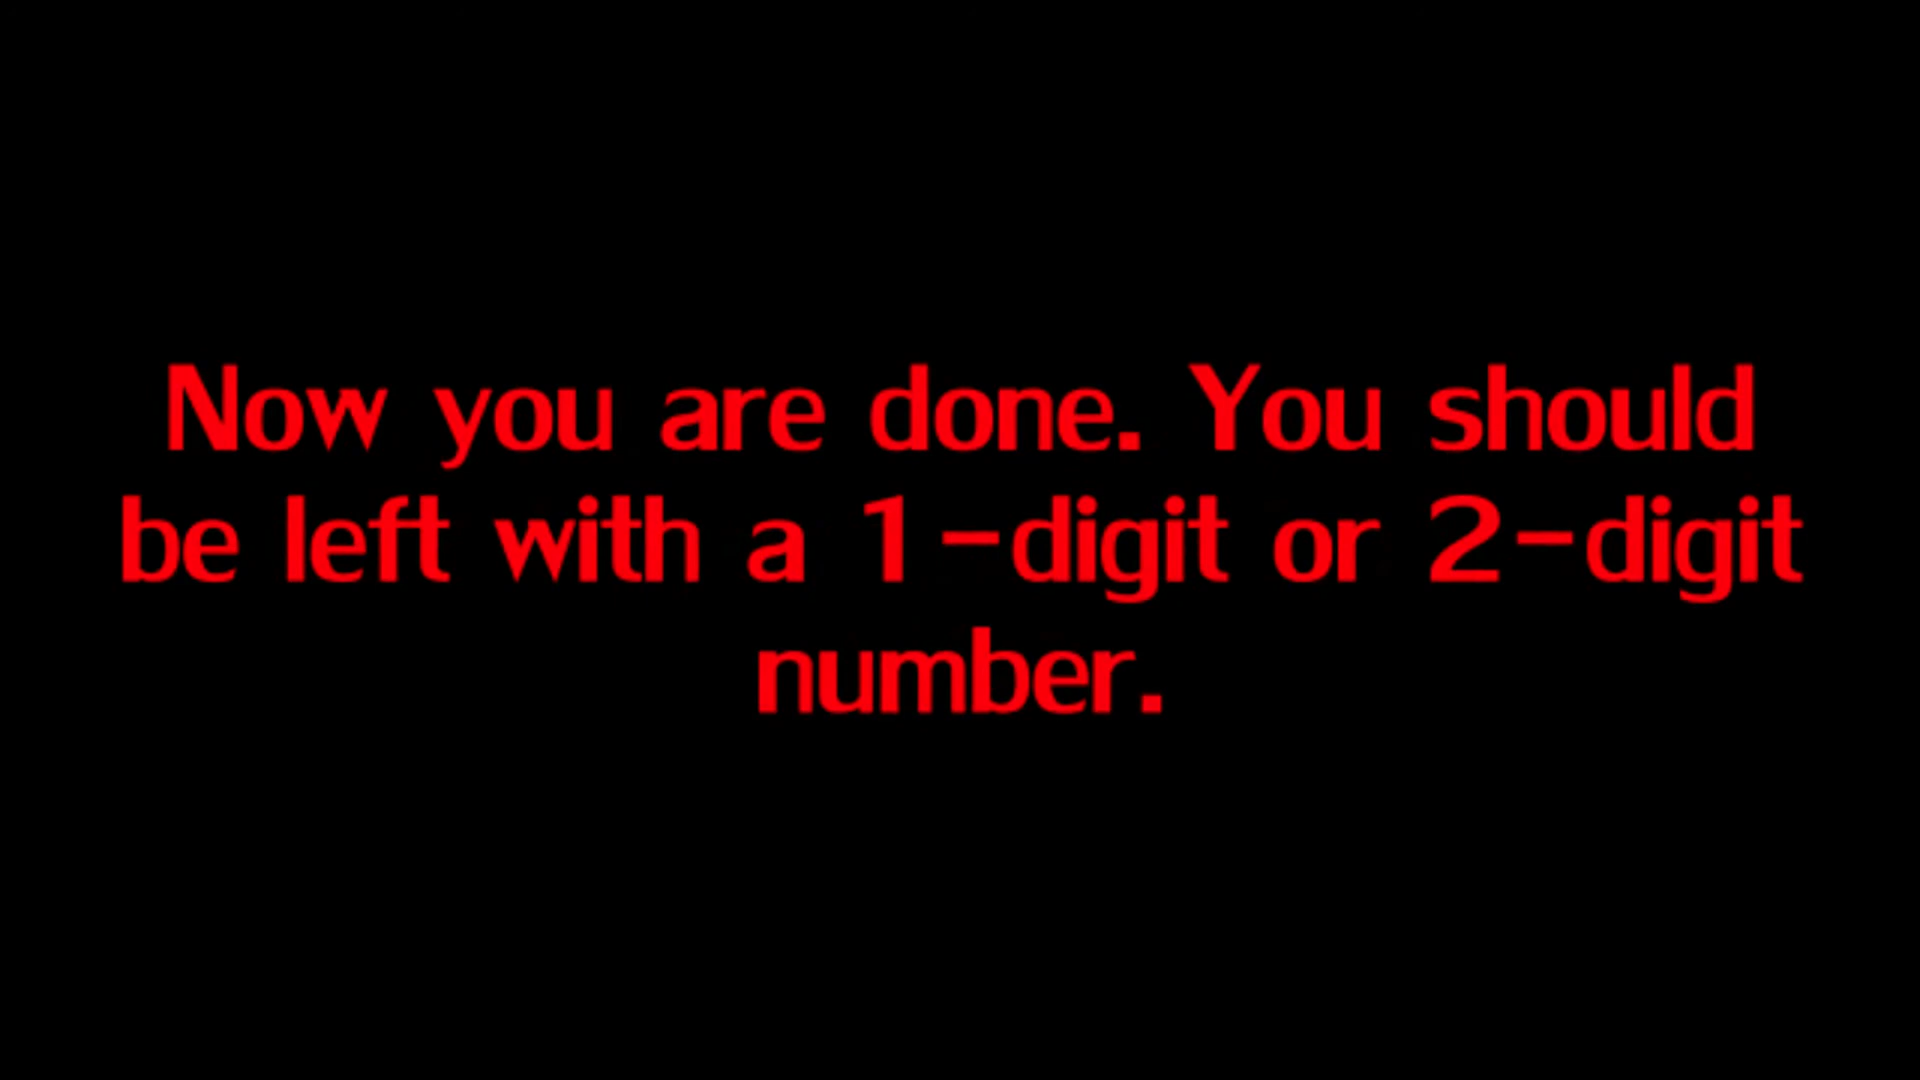 Now you are done. You should
be left with a 1-digit or 2-digit
number.